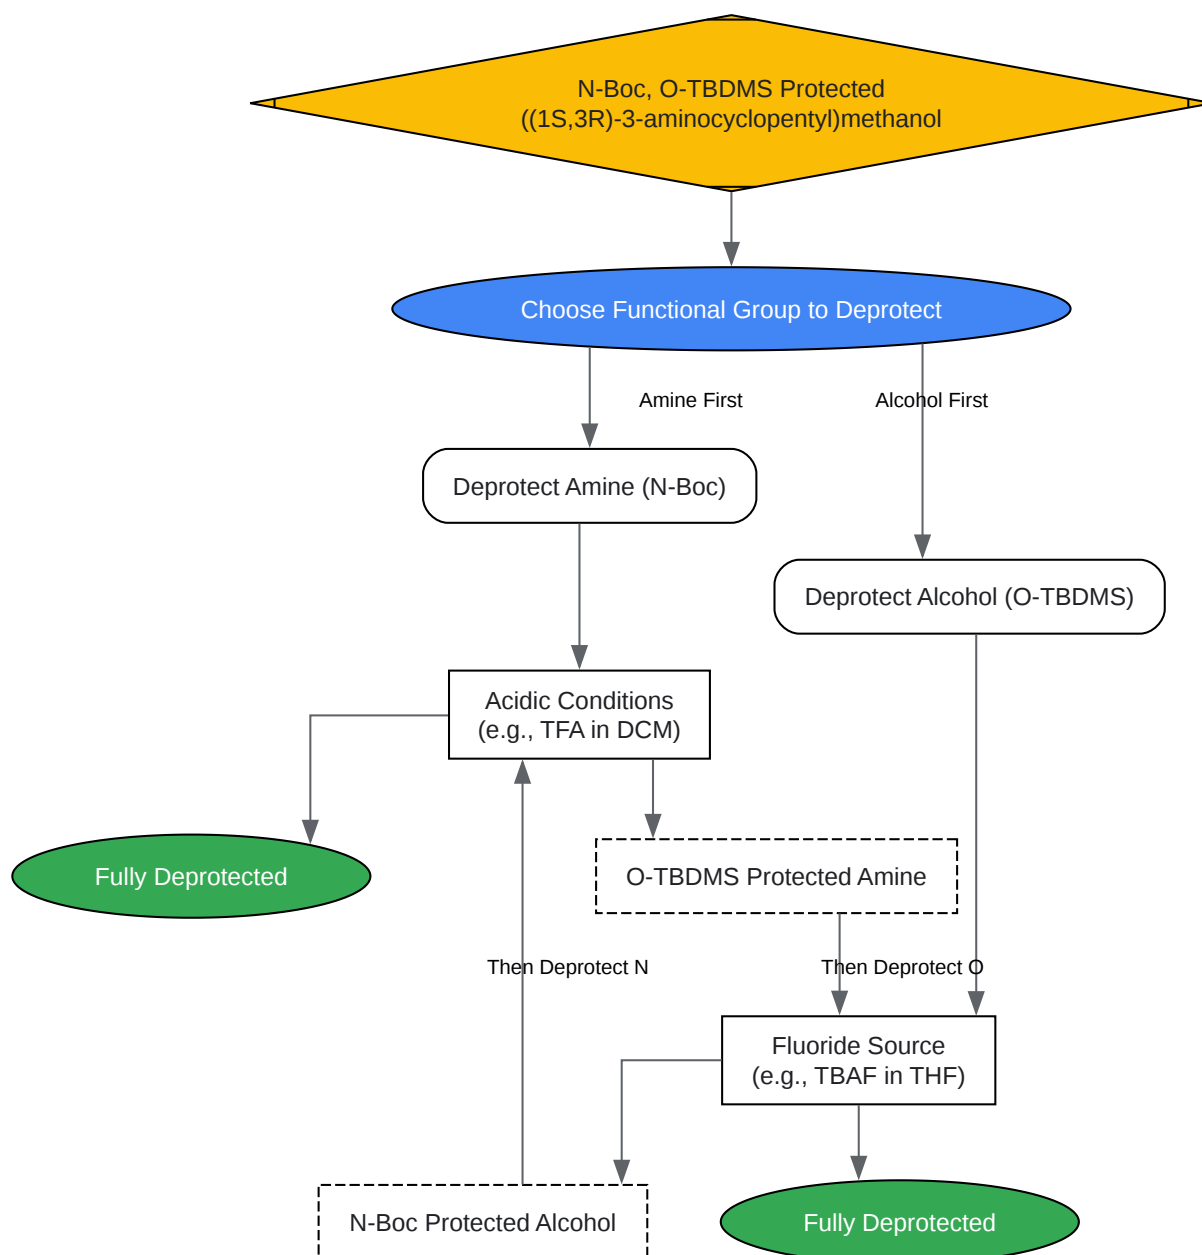 N-Boc, O-TBDMS Protected
((1S,3R)-3-aminocyclopentyl)methanol
Choose Functional Group to Deprotect
Amine First
Alcohol First
Deprotect Amine (N-Boc)
Deprotect Alcohol (O-TBDMS)
Acidic Conditions
(e.g., TFA in DCM)
Fully Deprotected
O-TBDMS Protected Amine
Then Deprotect N
Then Deprotect O
Fluoride Source
(e.g., TBAF in THF)
N-Boc Protected Alcohol
Fully Deprotected